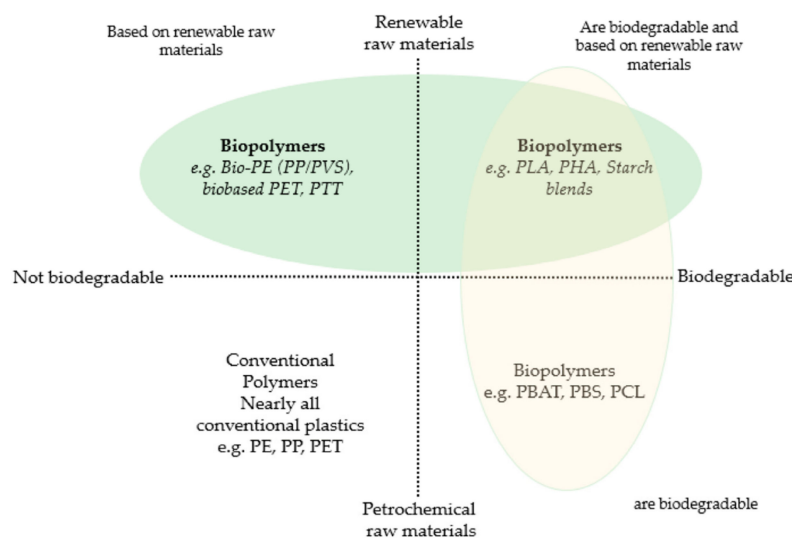 Based on renewable raw
materials
Renewable
raw materials
Are biodegradable and
based on renewable raw
materials
Biopolymers
e.g. Bio-PE (PP/PVS),
biobased PET, PTT
Biopolymers
e.g. PLA, PHA, Starch
blends
Not biodegradable
Biodegradable
Conventional
Polymers
Nearly all
conventional plastics
e.g. PE, PP, PET
Biopolymers
e.g. PBAT, PBS, PCL
Petrochemical
raw materials
are biodegradable